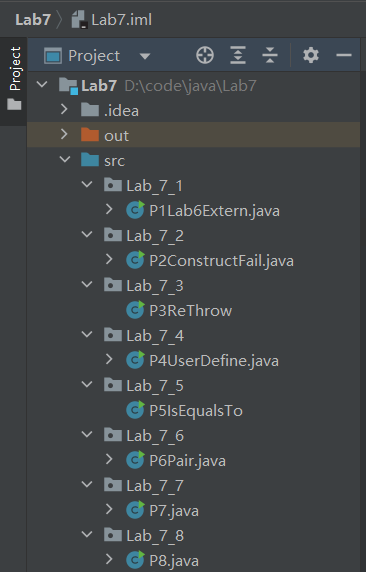 Lab7 Lab7.iml
Project Project
Lab7 D:\code\java\Lab7
.idea
out
src
Lab_7_1
P1Lab6Extern.java
Lab_7_2
P2ConstructFail.java
Lab_7_3
P3ReThrow
Lab_7_4
P4UserDefine.java
Lab_7_5
P5IsEqualsTo
Lab_7_6
P6Pair.java
Lab_7_7
P7.java
Lab_7_8
P8.java